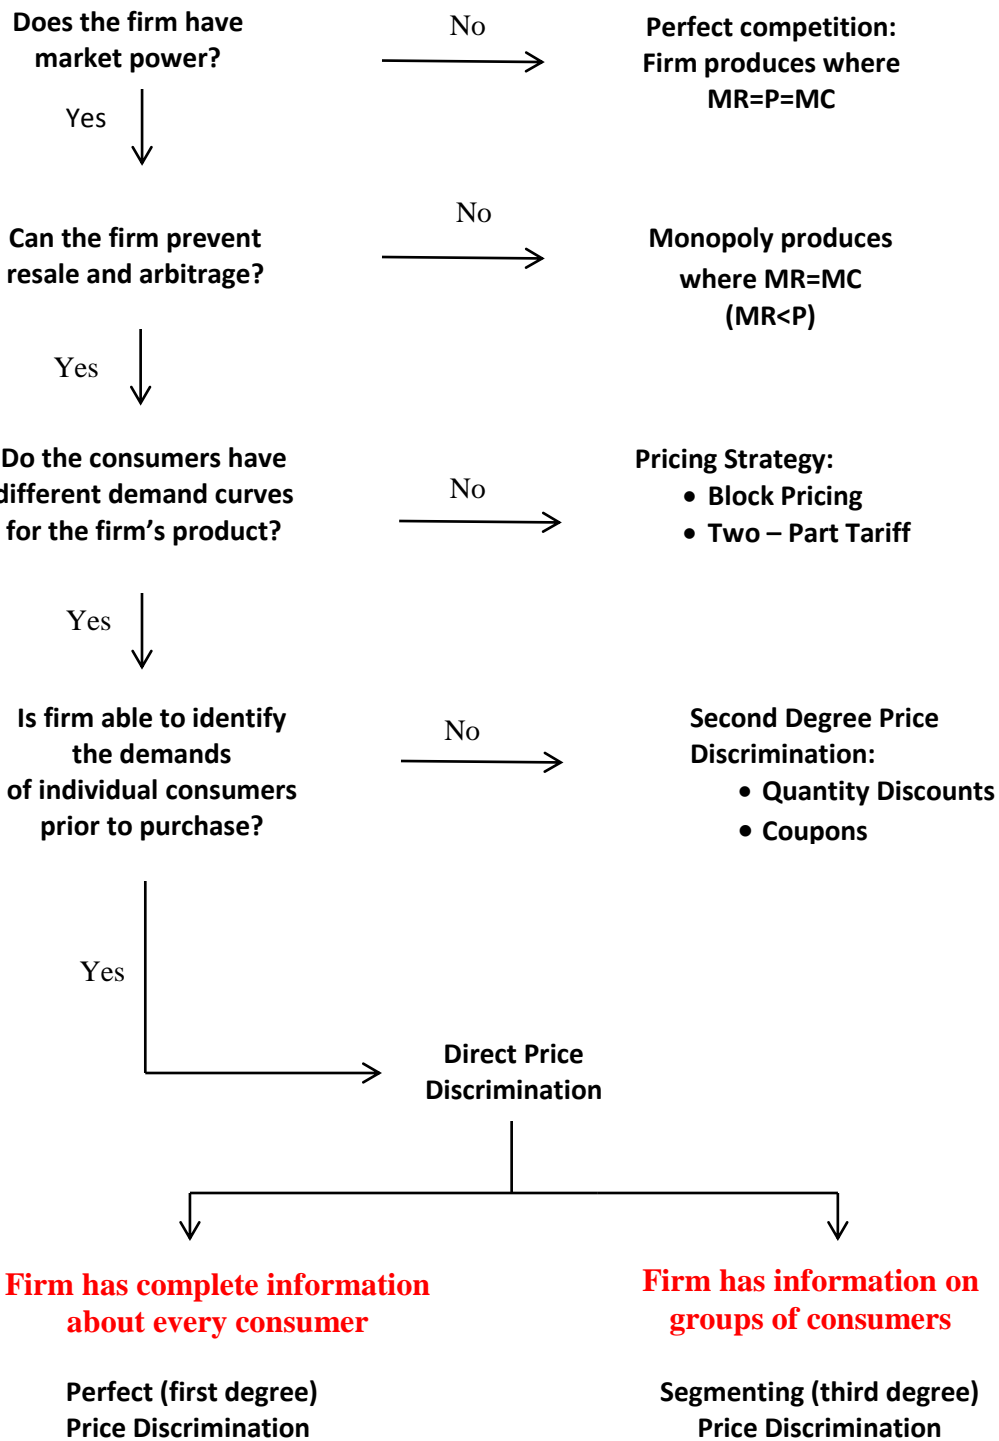 Does the firm have
market power?
No
Perfect competition:
Firm produces where
MR=P=MC
Yes
Can the firm prevent
resale and arbitrage?
No
Monopoly produces
where MR=MC
(MR<P)
Yes
Do the consumers have
different demand curves
for the firm’s product?
No
Pricing Strategy:
• Block Pricing
• Two – Part Tariff
Yes
Is firm able to identify
the demands
of individual consumers
prior to purchase?
No
Second Degree Price
Discrimination:
• Quantity Discounts
• Coupons
Yes
Direct Price
Discrimination
Firm has complete information
about every consumer
Firm has information on
groups of consumers
Perfect (first degree)
Price Discrimination
Segmenting (third degree)
Price Discrimination